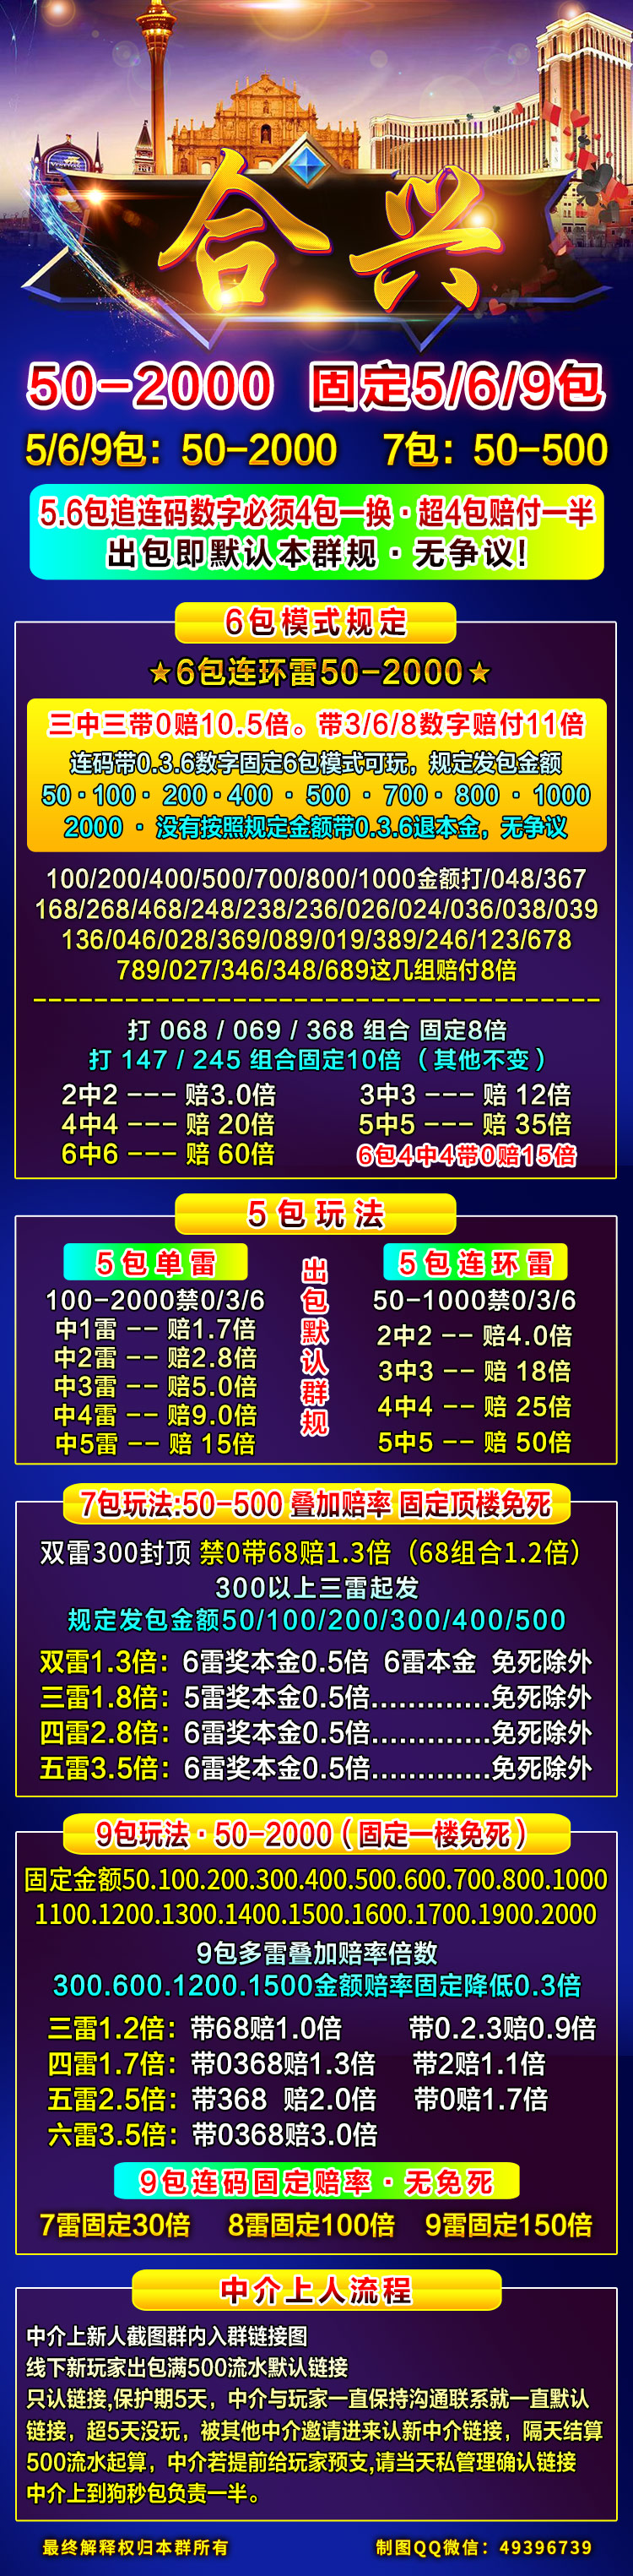 合兴
50-2000 固定5/6/9包
5/6/9包：50-2000 7包：50-500
5.6包追连码数字必须4包一换·超4包赔付一半
出包即默认本群规·无争议!
6包模式规定
★6包连环雷50-2000★
三中三带0赔10.5倍。带3/6/8数字赔付11倍
连码带0.3.6数字固定6包模式可玩，规定发包金额
50·100·200·400·500·700·800·1000
2000·没有按照规定金额带0.3.6退本金，无争议
100/200/400/500/700/800/1000金额打/048/367
168/268/468/248/238/236/026/024/036/038/039
136/046/028/369/089/019/389/246/123/678
789/027/346/348/689这几组赔付8倍
打 068 / 069 / 368 组合 固定8倍
打 147 / 245 组合固定10倍（其他不变）
2中2 --- 赔3.0倍 3中3 --- 赔 12倍
4中4 --- 赔 20倍 5中5 --- 赔 35倍
6中6 --- 赔 60倍 6包4中4带0赔15倍
5包玩法
5包单雷
100-2000禁0/3/6
中1雷 -- 赔1.7倍
中2雷 -- 赔2.8倍
中3雷 -- 赔5.0倍
中4雷 -- 赔9.0倍
中5雷 -- 赔 15倍
出包默认群规
5包连环雷
50-1000禁0/3/6
2中2 -- 赔4.0倍
3中3 -- 赔 18倍
4中4 -- 赔 25倍
5中5 -- 赔 50倍
7包玩法:50-500 叠加赔率 固定顶楼免死
双雷300封顶 禁0带68赔1.3倍（68组合1.2倍）
300以上三雷起发
规定发包金额50/100/200/300/400/500
双雷1.3倍：6雷奖本金0.5倍 6雷本金 免死除外
三雷1.8倍：5雷奖本金0.5倍.............免死除外
四雷2.8倍：6雷奖本金0.5倍.............免死除外
五雷3.5倍：6雷奖本金0.5倍.............免死除外
9包玩法·50-2000（固定一楼免死）
固定金额50.100.200.300.400.500.600.700.800.1000
1100.1200.1300.1400.1500.1600.1700.1900.2000
9包多雷叠加赔率倍数
300.600.1200.1500金额赔率固定降低0.3倍
三雷1.2倍：带68赔1.0倍 带0.2.3赔0.9倍
四雷1.7倍：带0368赔1.3倍 带2赔1.1倍
五雷2.5倍：带368 赔2.0倍 带0赔1.7倍
六雷3.5倍：带0368赔3.0倍
9包连码固定赔率·无免死
7雷固定30倍 8雷固定100倍 9雷固定150倍
中介上人流程
中介上新人截图群内入群链接图
线下新玩家出包满500流水默认链接
只认链接,保护期5天，中介与玩家一直保持沟通联系就一直默认
链接，超5天没玩，被其他中介邀请进来认新中介链接，隔天结算
500流水起算，中介若提前给玩家预支,请当天私管理确认链接
中介上到狗秒包负责一半。
最终解释权归本群所有 制图QQ微信：49396739